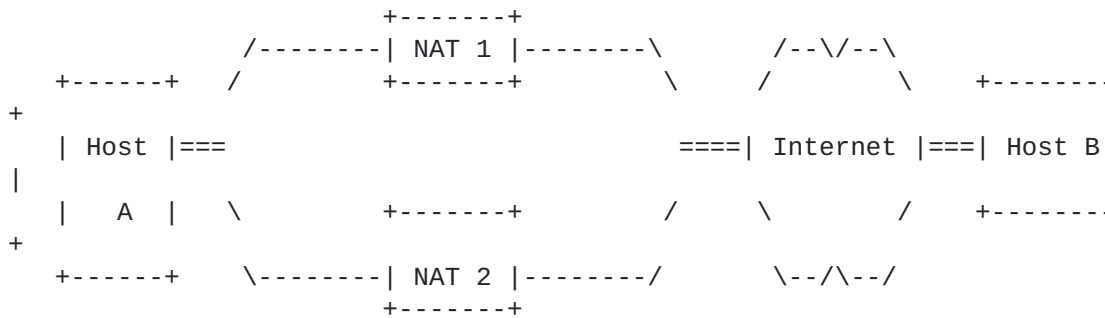 +-------+
             /--------| NAT 1 |--------\       /--\/--\
   +------+   /         +-------+         \     /        \    +--------
+
   | Host |===                             ====| Internet |===| Host B
|
   |   A  |   \         +-------+         /     \        /    +--------
+
   +------+    \--------| NAT 2 |--------/       \--/\--/
                        +-------+